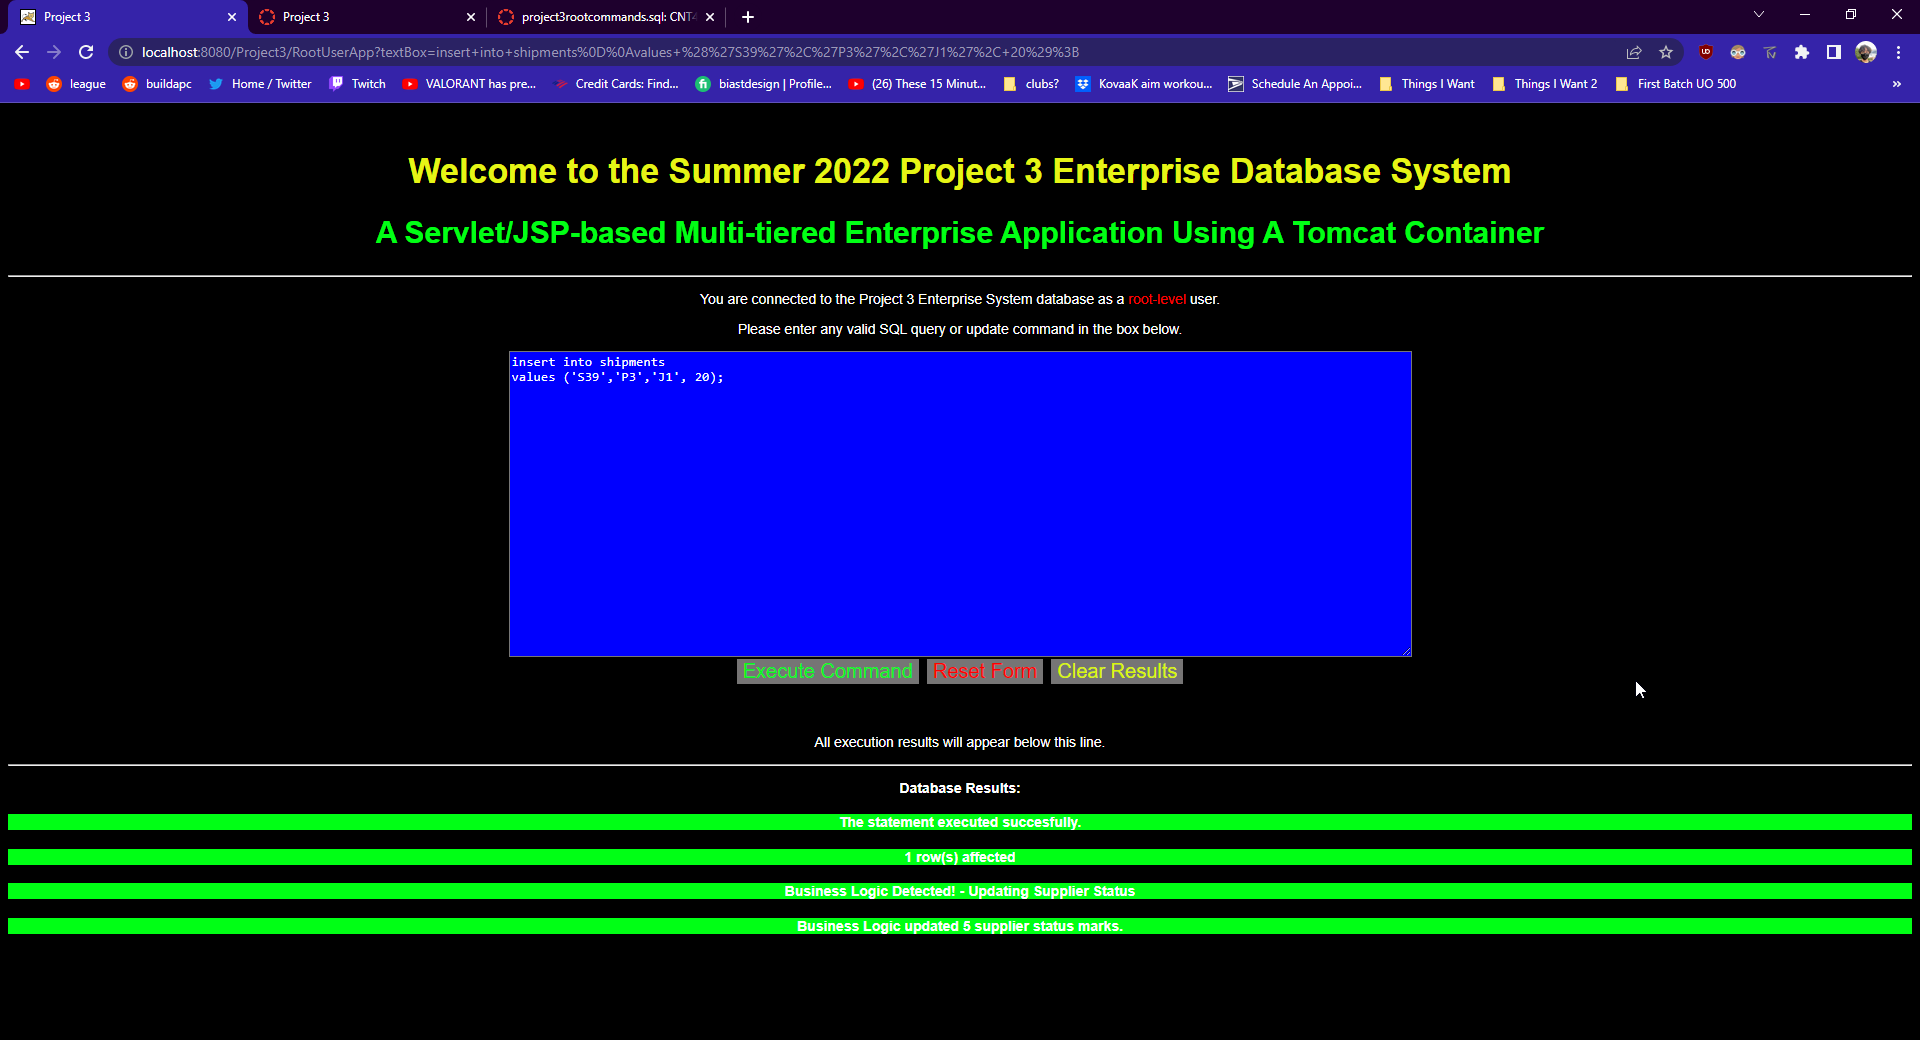 Project 3
Project 3
project3rootcommands.sql: CNT4
localhost:8080/Project3/RootUserApp?textBox=insert+into+shipments%0D%0Avalues+%28%27S39%27%2C%27P3%27%2C%27J1%27%2C+20%29%3B
league buildapc Home / Twitter Twitch VALORANT has pre... Credit Cards: Find... biastdesign | Profile... (26) These 15 Minut... clubs? KovaaK aim workou... Schedule An Appoi... Things I Want Things I Want 2 First Batch UO 500 »
Welcome to the Summer 2022 Project 3 Enterprise Database System
A Servlet/JSP-based Multi-tiered Enterprise Application Using A Tomcat Container
You are connected to the Project 3 Enterprise System database as a root-level user.
Please enter any valid SQL query or update command in the box below.
insert into shipments
values ('S39','P3','J1', 20);
Execute Command Reset Form Clear Results
All execution results will appear below this line.
Database Results:
The statement executed succesfully.
1 row(s) affected
Business Logic Detected! - Updating Supplier Status
Business Logic updated 5 supplier status marks.